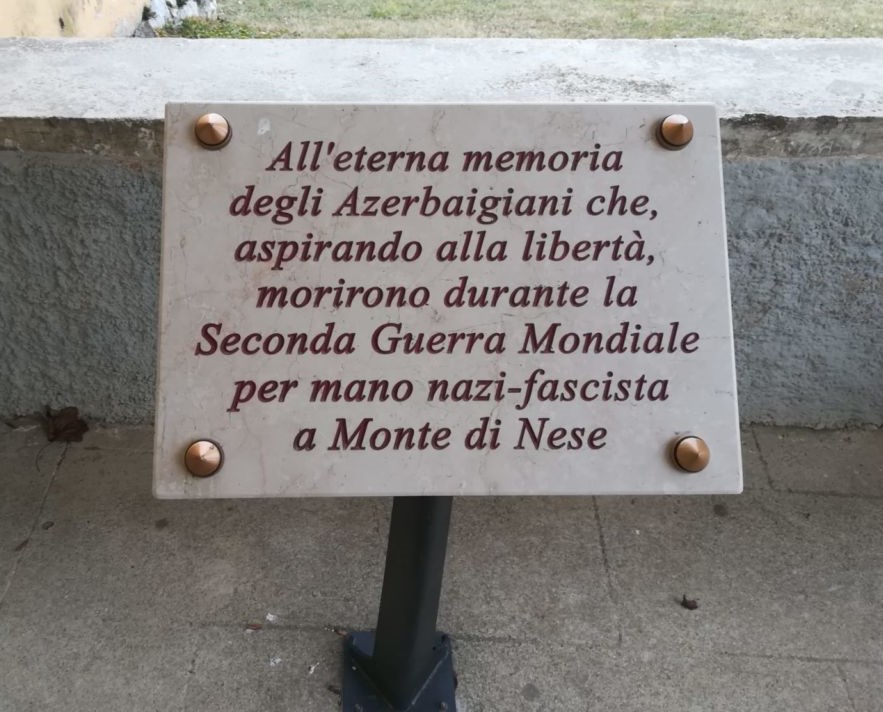 All'eterna memoria
degli Azerbaigiani che,
aspirando alla libertà,
morirono durante la
Seconda Guerra Mondiale
per mano nazi-fascista
a Monte di Nese